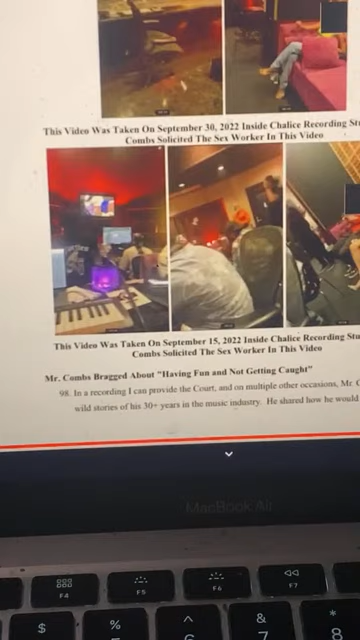 This Video Was Taken On September 30, 2022 Inside Chalice Recording
Combs Solicited The Sex Worker In This Video
This Video Was Taken On September 15, 2022 Inside Chalice Recording
Combs Solicited The Sex Worker In This Video
Mr. Combs Bragged About "Having Fun and Not Getting Caught"
98. In a recording I can provide the Court, and on multiple other occasions, Mr.
wild stories of his 30+ years in the music industry. He shared how he would
MacBook Air
F4 F5 F6 F7
$ % ^ & *